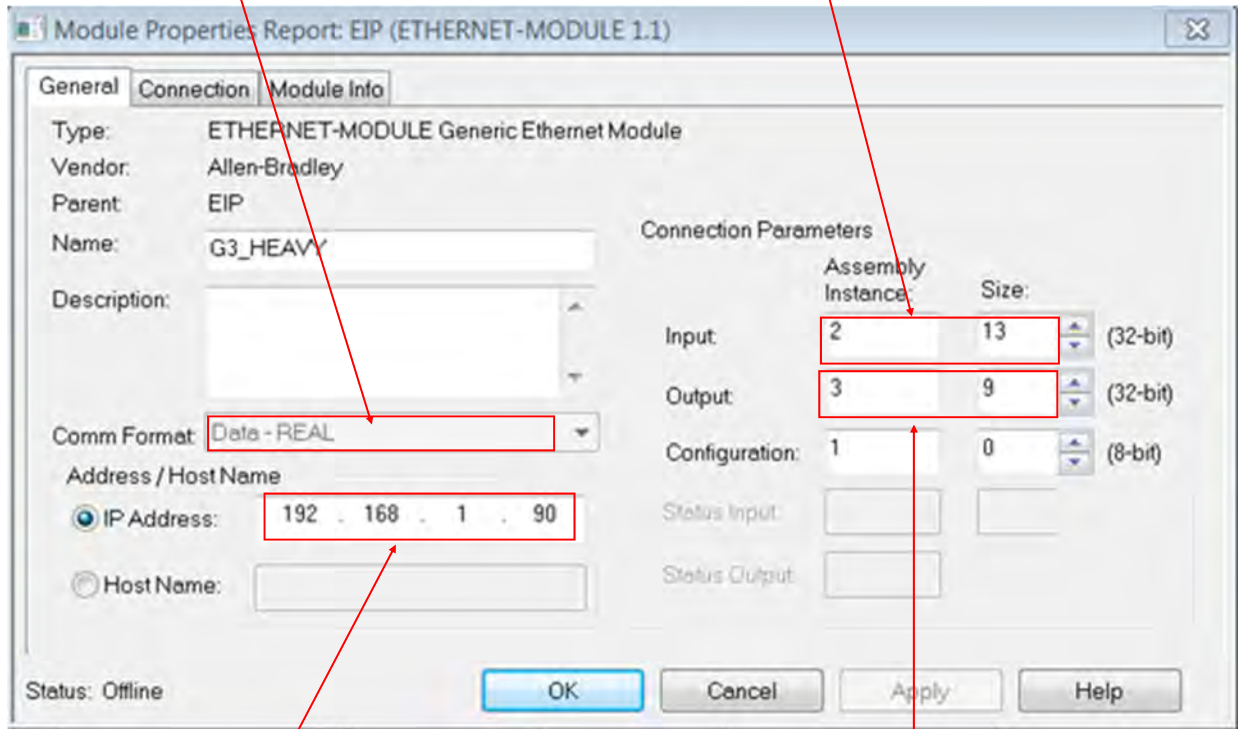 Module Properties Report: EIP (ETHERNET-MODULE 1.1)
General Connection Module Info
Type: ETHERNET-MODULE Generic Ethernet Module
Vendor: Allen-Bradley
Parent: EIP
Name: G3_HEAVY
Description:
Comm Format: Data - REAL
Address / Host Name
IP Address: 192 . 168 . 1 . 90
Host Name:
Connection Parameters
Assembly
Instance: Size:
Input: 2 13 (32-bit)
Output: 3 9 (32-bit)
Configuration: 1 0 (8-bit)
Status Input:
Status Output:
Status: Offline
OK Cancel Apply Help